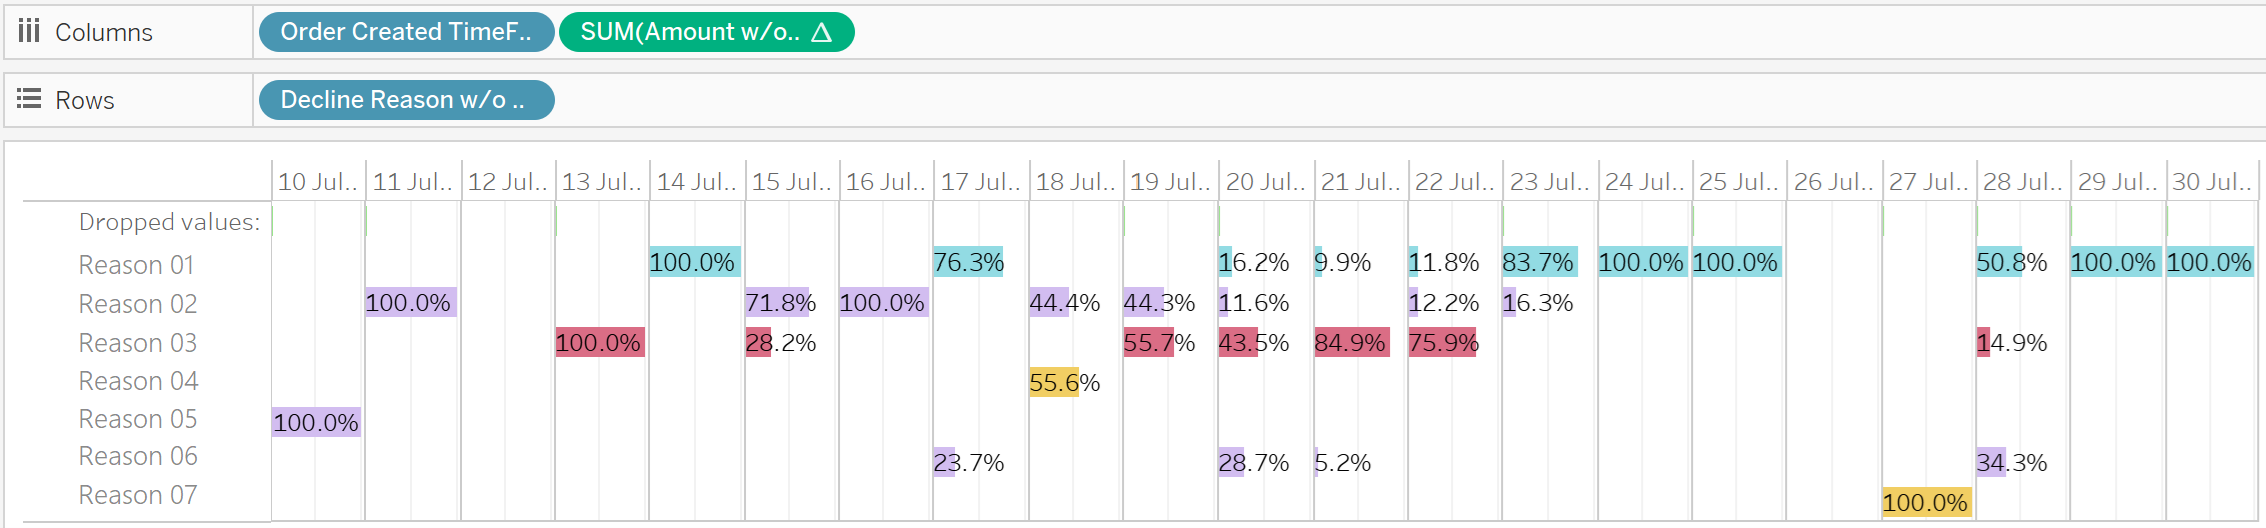 Columns Order Created TimeF.. SUM(Amount w/o.. △
Rows Decline Reason w/o ..
10 Jul.. 11 Jul.. 12 Jul.. 13 Jul.. 14 Jul.. 15 Jul.. 16 Jul.. 17 Jul.. 18 Jul.. 19 Jul.. 20 Jul.. 21 Jul.. 22 Jul.. 23 Jul.. 24 Jul.. 25 Jul.. 26 Jul.. 27 Jul.. 28 Jul.. 29 Jul.. 30 Jul..
Dropped values:
Reason 01 100.0% 76.3% 16.2% 9.9% 11.8% 83.7% 100.0% 100.0% 50.8% 100.0% 100.0%
Reason 02 100.0% 71.8% 100.0% 44.4% 44.3% 11.6% 12.2% 16.3%
Reason 03 100.0% 28.2% 55.7% 43.5% 84.9% 75.9% 14.9%
Reason 04 55.6%
Reason 05 100.0%
Reason 06 23.7% 28.7% 5.2% 34.3%
Reason 07 100.0%